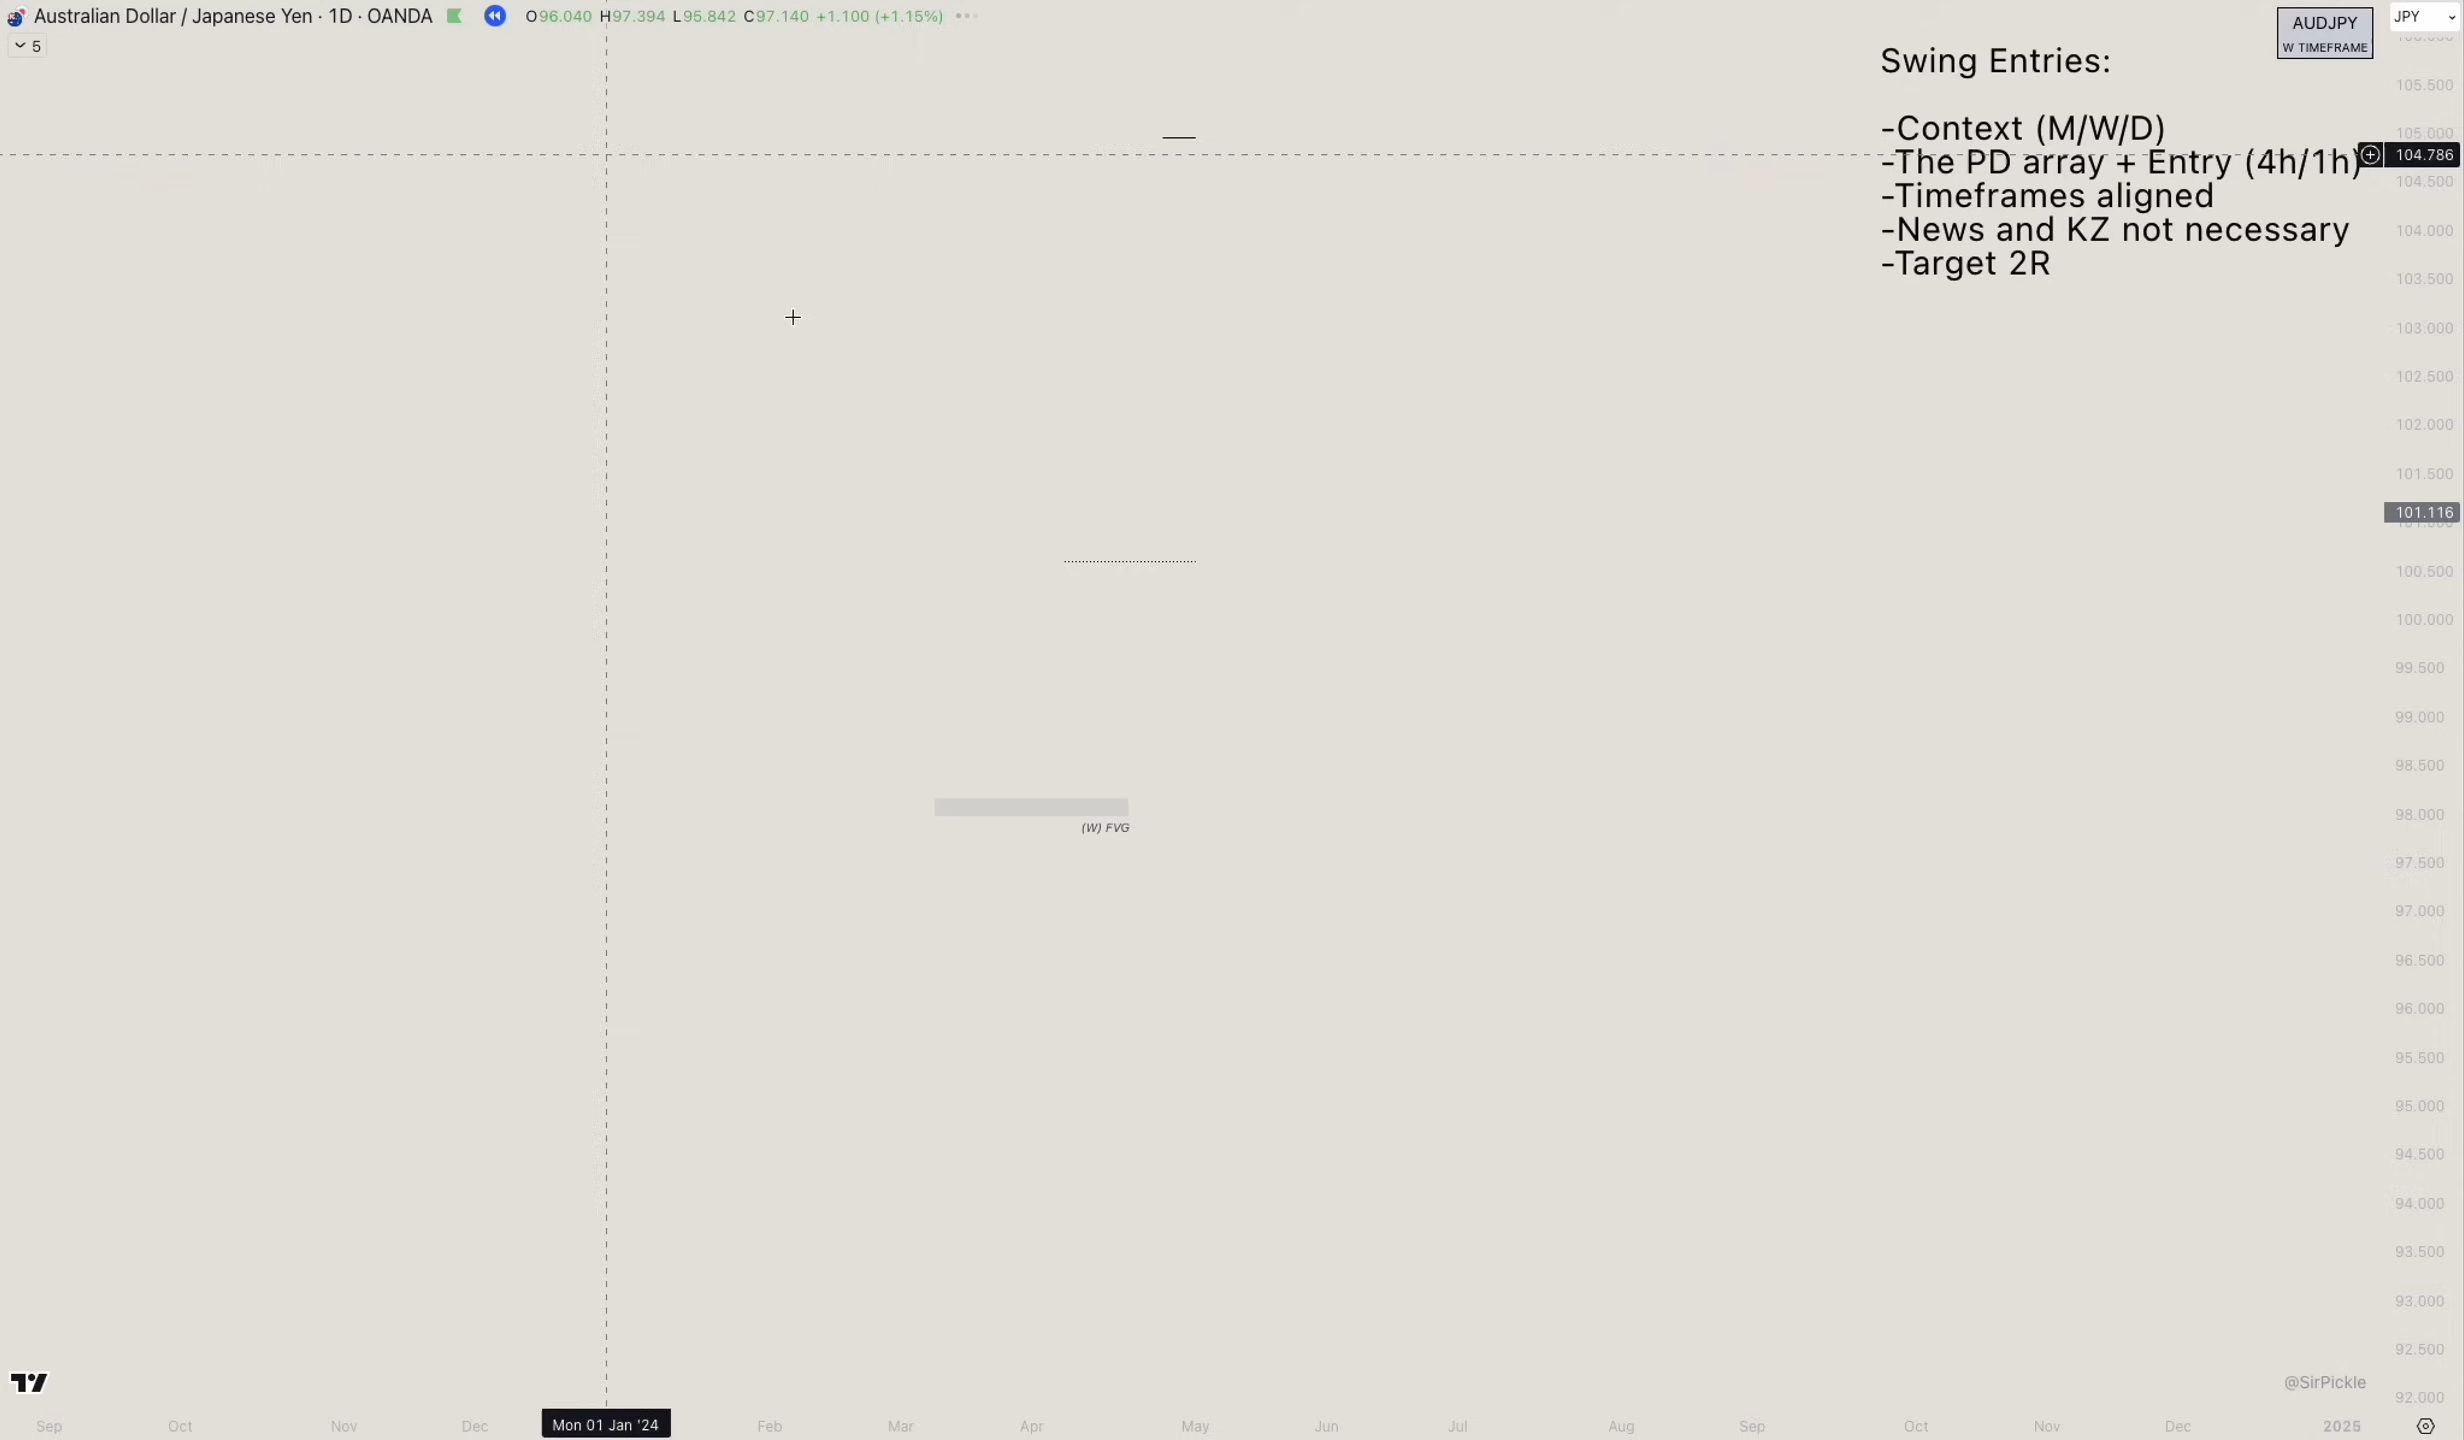 Australian Dollar / Japanese Yen · 1D · OANDA
O96.040 H97.394 L95.842 C97.140 +1.100 (+1.15%)
5
AUDJPY
W TIMEFRAME
JPY
Swing Entries:
-Context (M/W/D)
-The PD array + Entry (4h/1h)
-Timeframes aligned
-News and KZ not necessary
-Target 2R
105.500
105.000
104.786
104.500
104.000
103.500
103.000
102.500
102.000
101.500
101.116
100.500
100.000
99.500
99.000
98.500
98.000
97.500
97.000
96.500
96.000
95.500
95.000
94.500
94.000
93.500
93.000
92.500
92.000
(W) FVG
@SirPickle
Sep Oct Nov Dec Mon 01 Jan '24 Feb Mar Apr May Jun Jul Aug Sep Oct Nov Dec 2025